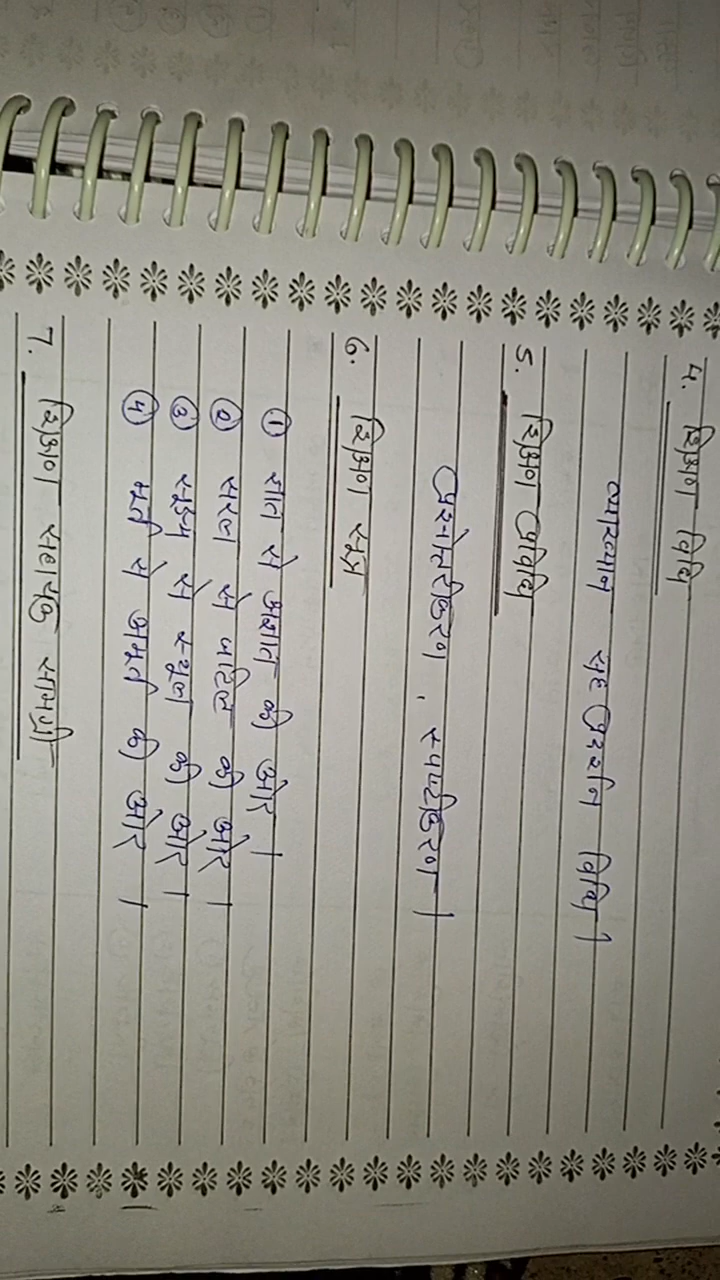 4. शिक्षण विधि
व्याख्यान सह प्रदर्शन विधि।
5. शिक्षण प्रविधि
प्रश्नोत्तरीकरण, स्पष्टीकरण।
6. शिक्षण सूत्र
① ज्ञात से अज्ञात की ओर।
② सरल से जटिल की ओर।
③ सूक्ष्म से स्थूल की ओर।
④ मूर्त से अमूर्त की ओर।
7. शिक्षण सहायक सामग्री